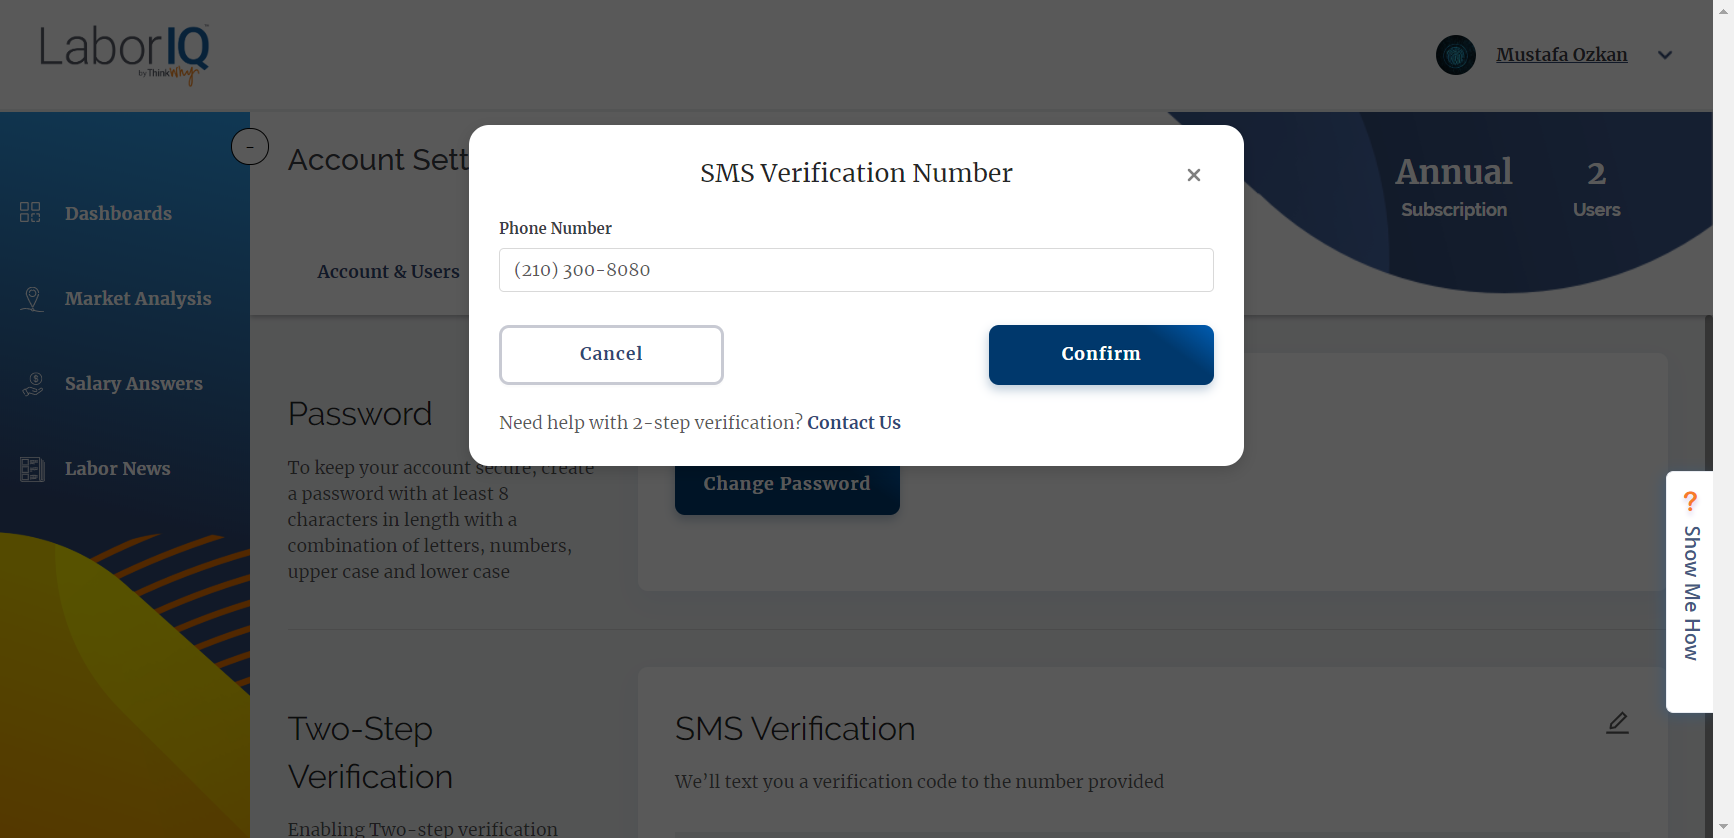 LaborIQ
by ThinkWhy
Mustafa Ozkan
Dashboards
Market Analysis
Salary Answers
Labor News
Account Sett
Account & Users
Annual
Subscription
2
Users
SMS Verification Number
Phone Number
(210) 300-8080
Cancel
Confirm
Need help with 2-step verification? Contact Us
Password
To keep your account secure, create
a password with at least 8
characters in length with a
combination of letters, numbers,
upper case and lower case
Change Password
? Show Me How
Two-Step
Verification
Enabling Two-step verification
SMS Verification
We’ll text you a verification code to the number provided